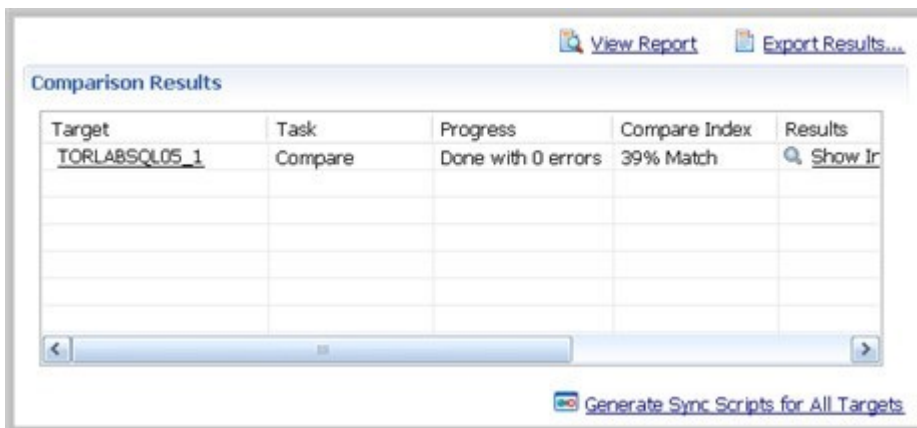 View Report Export Results...
Comparison Results
Target Task Progress Compare Index Results
TORLABSQL05_1 Compare Done with 0 errors 39% Match Show
Generate Sync Scripts for All Targets